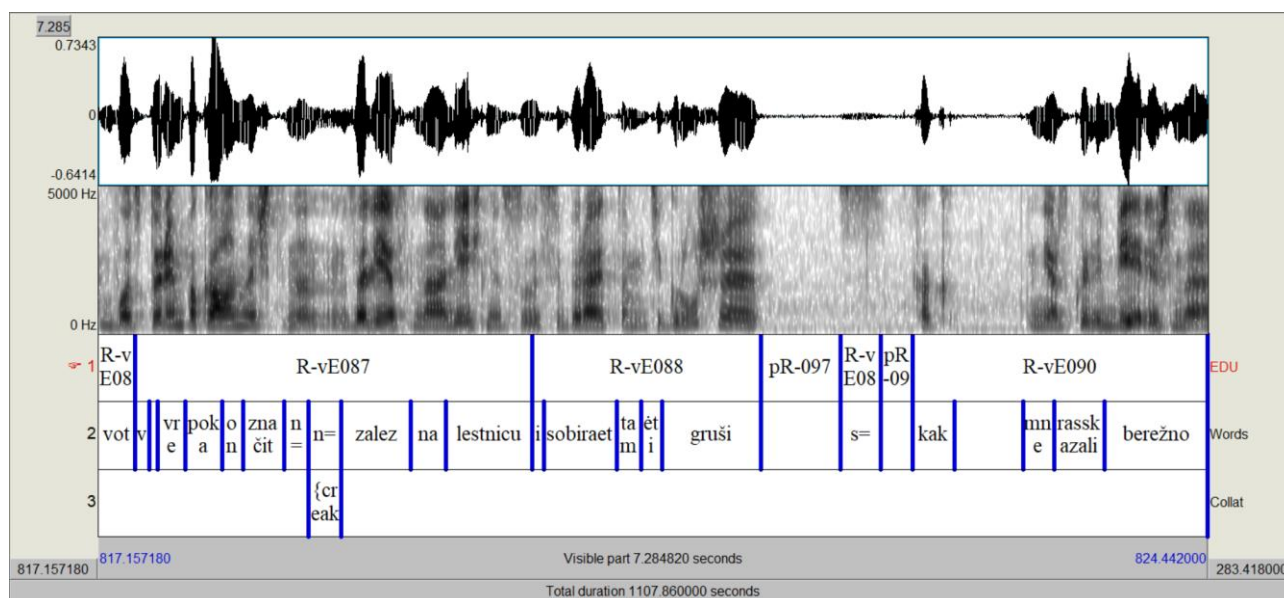 7.285
0.7343
0
-0.6414
5000 Hz
0 Hz
1 R-v E08 R-vE087 R-vE088 pR-097 R-v E08 pR -09 R-vE090 EDU
2 vot v vr e pok a o n zna čit n = n= zalez na lestnicu i sobiraet ta m ėt i gruši s= kak mn e rassk azali berežno Words
3 {cr eak Collat
817.157180 Visible part 7.284820 seconds 824.442000
817.157180 283.418000
Total duration 1107.860000 seconds